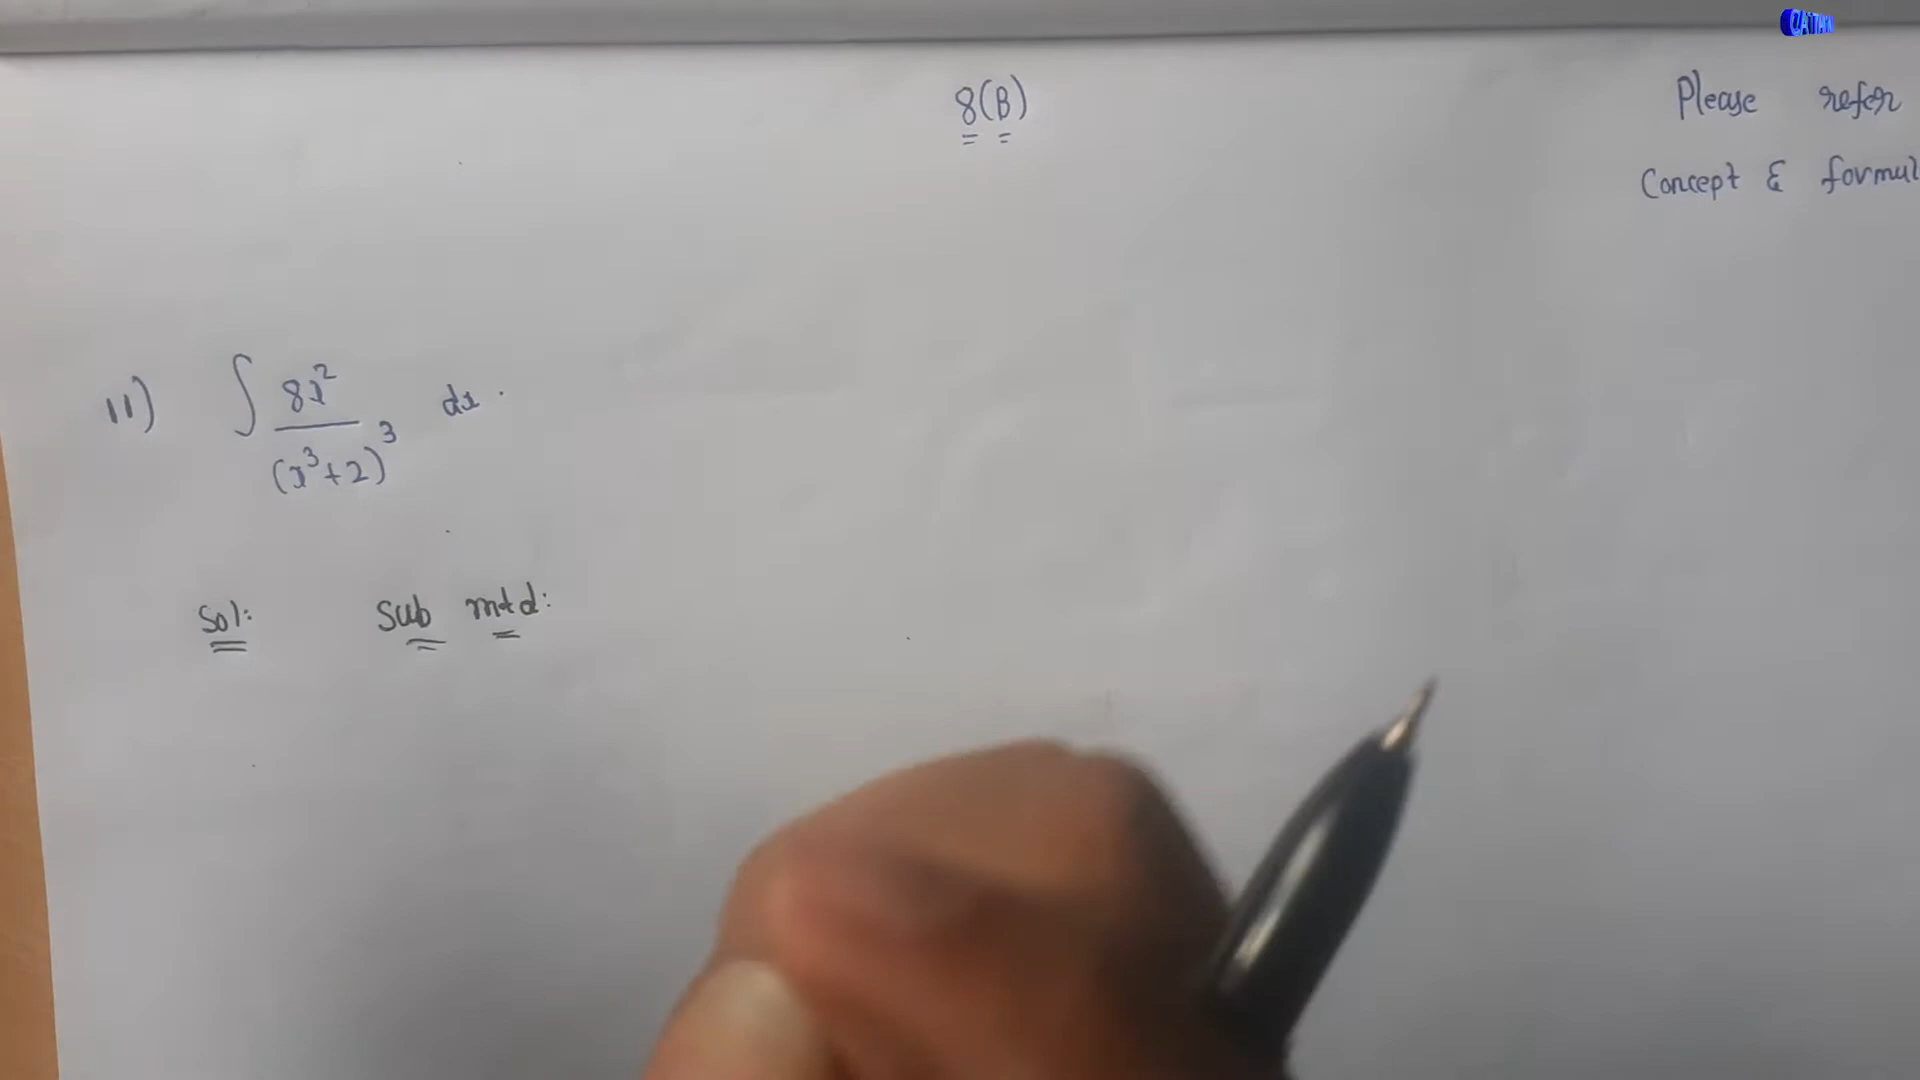 8(B)
Please refer
Concept & formul
11) ∫ 8x² / (x³+2)³ dx.
Sol: Sub mtd: